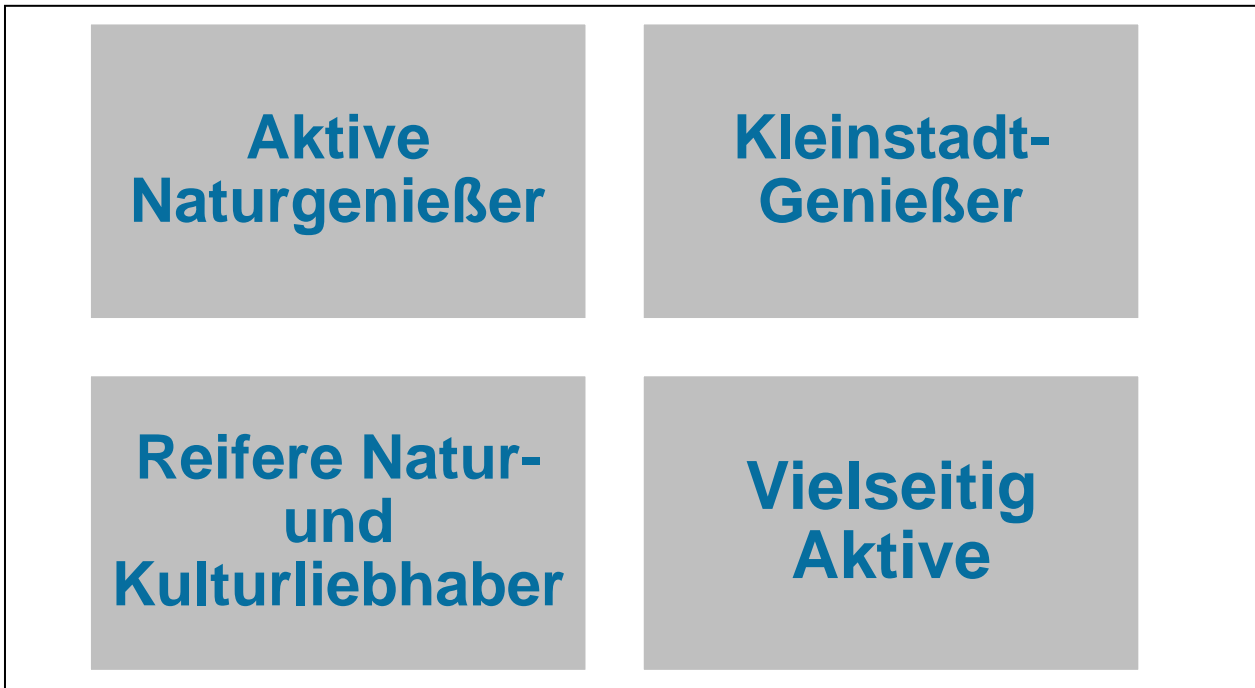 Aktive
Naturgenießer
Kleinstadt-
Genießer
Reifere Natur-
und
Kulturliebhaber
Vielseitig
Aktive